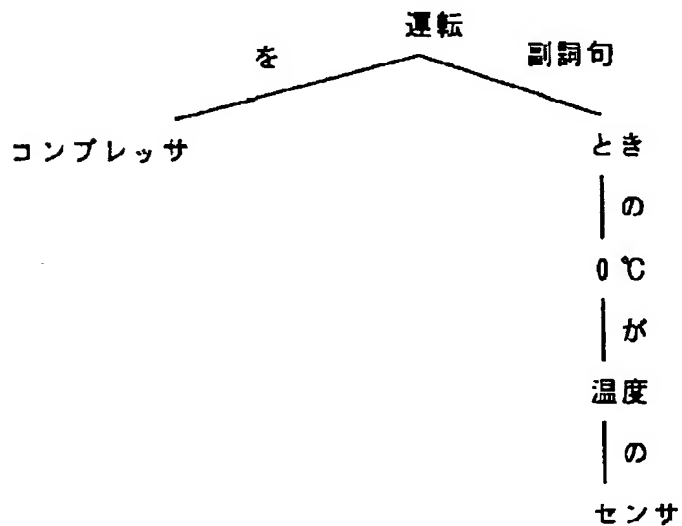 運転
を 副詞句
コンプレッサ とき
の
0℃
が
温度
の
センサ